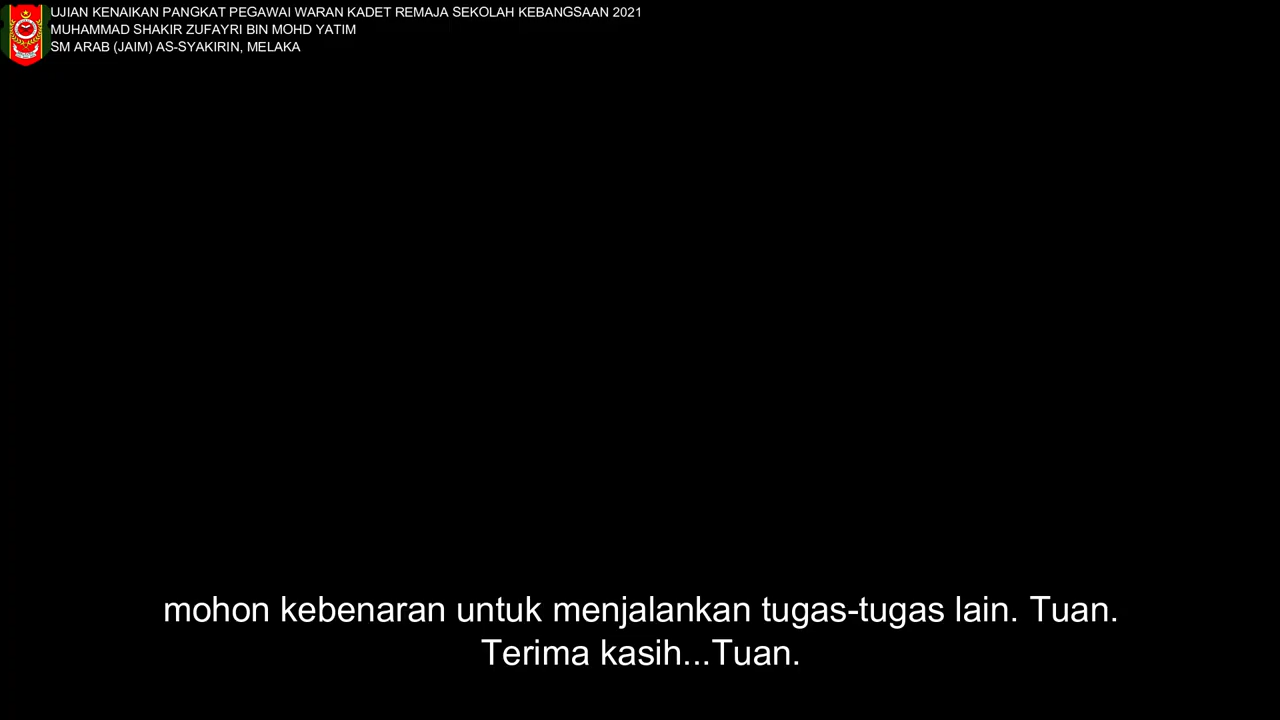 UJIAN KENAIKAN PANGKAT PEGAWAI WARAN KADET REMAJA SEKOLAH KEBANGSAAN 2021
MUHAMMAD SHAKIR ZUFAYRI BIN MOHD YATIM
SM ARAB (JAIM) AS-SYAKIRIN, MELAKA
mohon kebenaran untuk menjalankan tugas-tugas lain. Tuan.
Terima kasih...Tuan.